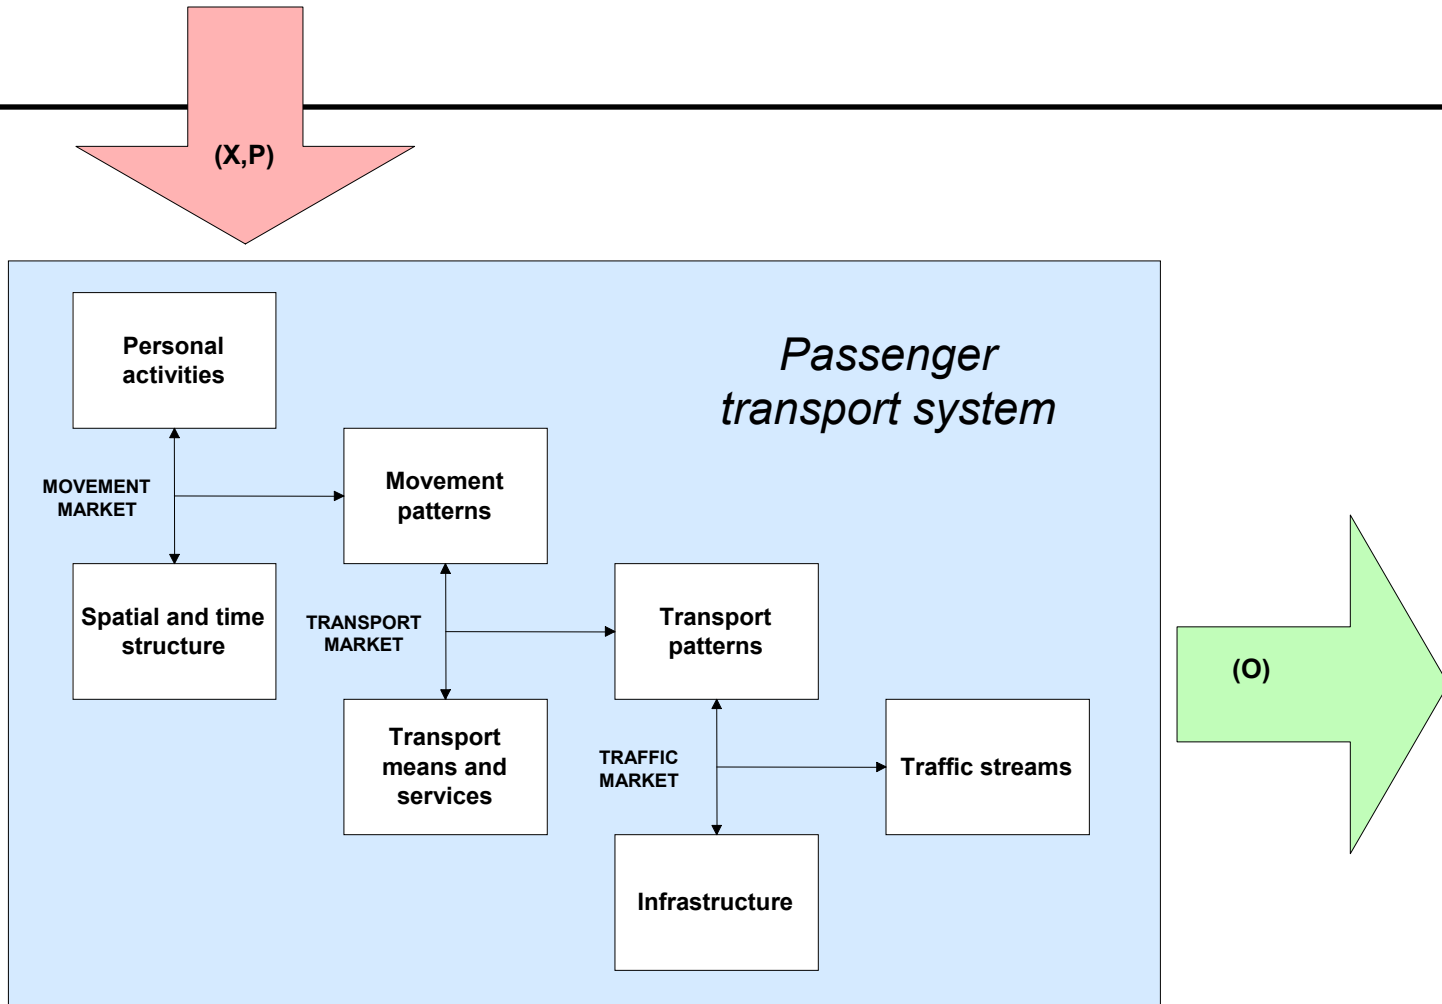 (X,P)
Personal
activities
Passenger
transport system
MOVEMENT
MARKET
Movement
patterns
Spatial and time
structure
TRANSPORT
MARKET
Transport
patterns
(O)
Transport
means and
services
TRAFFIC
MARKET
Traffic streams
Infrastructure